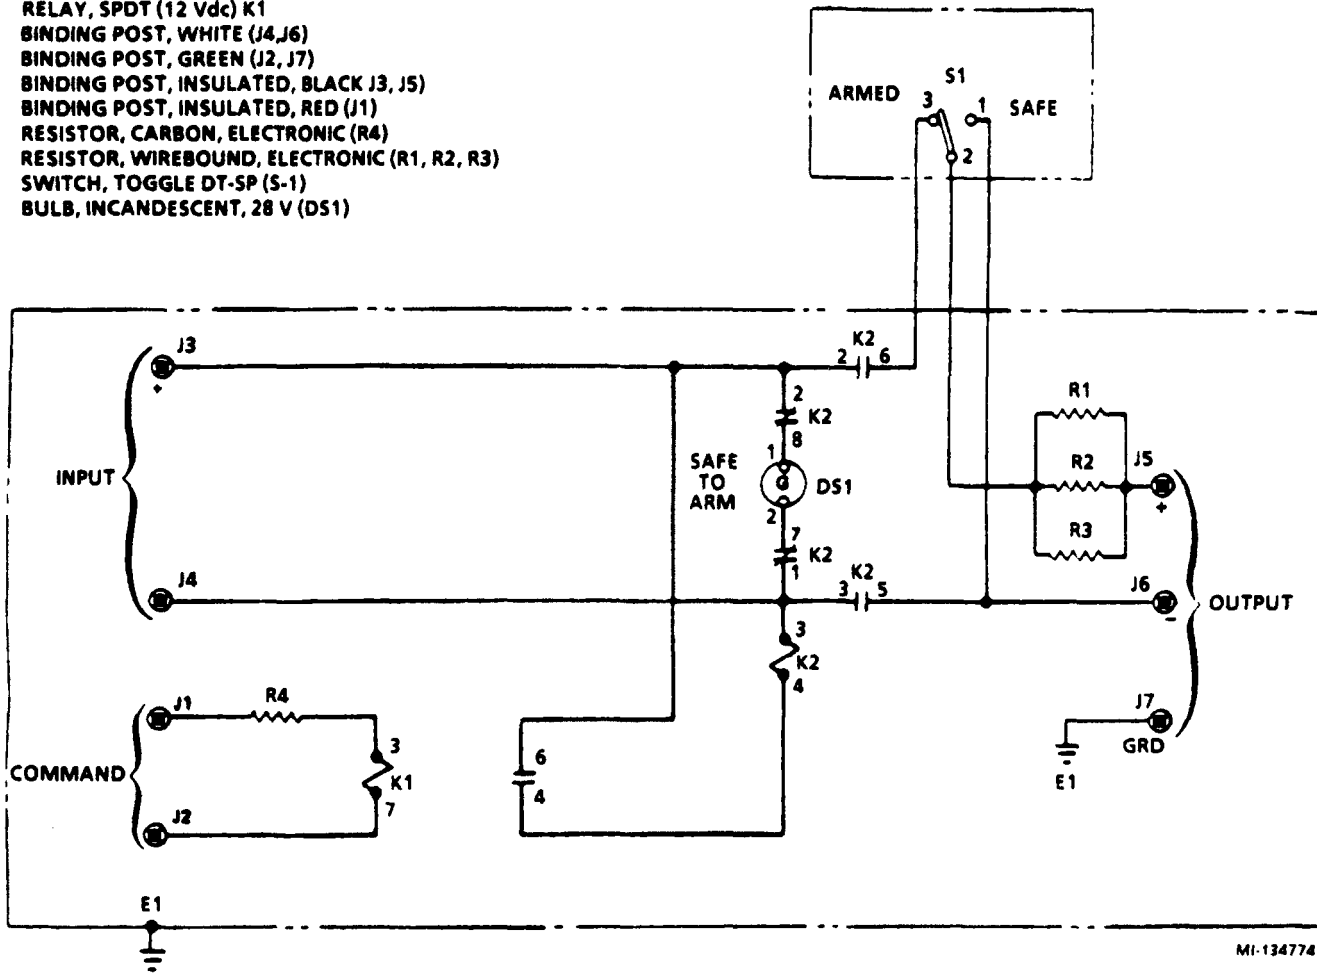 RELAY, SPDT (12 Vdc) K1
BINDING POST, WHITE (J4,J6)
BINDING POST, GREEN (J2, J7)
BINDING POST, INSULATED, BLACK J3, J5)
BINDING POST, INSULATED, RED (J1)
RESISTOR, CARBON, ELECTRONIC (R4)
RESISTOR, WIREBOUND, ELECTRONIC (R1, R2, R3)
SWITCH, TOGGLE DT-SP (S-1)
BULB, INCANDESCENT, 28 V (DS1)
S1
ARMED 3 1 SAFE
2
J3
+
K2
2 6
2
K2
8
R1
INPUT
SAFE
TO
ARM
1
DS1
2
R2
J5
+
7
K2
1
R3
J4
K2
3 5
J6
-
OUTPUT
3
K2
4
J1
R4
J7
GRD
E1
COMMAND
3
K1
7
6
4
J2
E1
MI-134774